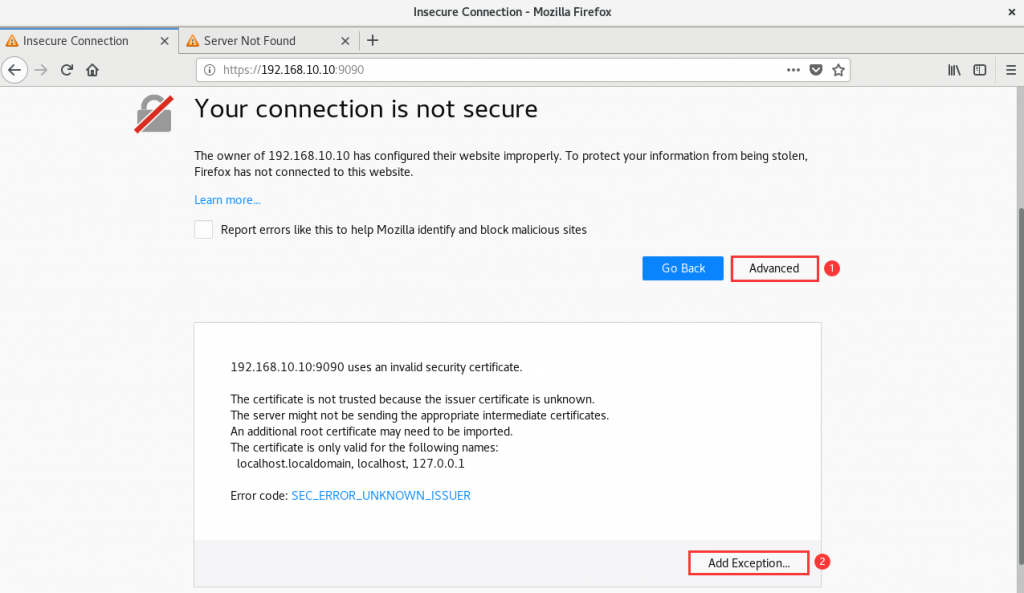 Insecure Connection - Mozilla Firefox
Insecure Connection
Server Not Found
https://192.168.10.10:9090
Your connection is not secure
The owner of 192.168.10.10 has configured their website improperly. To protect your information from being stolen,
Firefox has not connected to this website.
Learn more...
Report errors like this to help Mozilla identify and block malicious sites
Go Back
Advanced
1
192.168.10.10:9090 uses an invalid security certificate.
The certificate is not trusted because the issuer certificate is unknown.
The server might not be sending the appropriate intermediate certificates.
An additional root certificate may need to be imported.
The certificate is only valid for the following names:
localhost.localdomain, localhost, 127.0.0.1
Error code: SEC_ERROR_UNKNOWN_ISSUER
Add Exception...
2